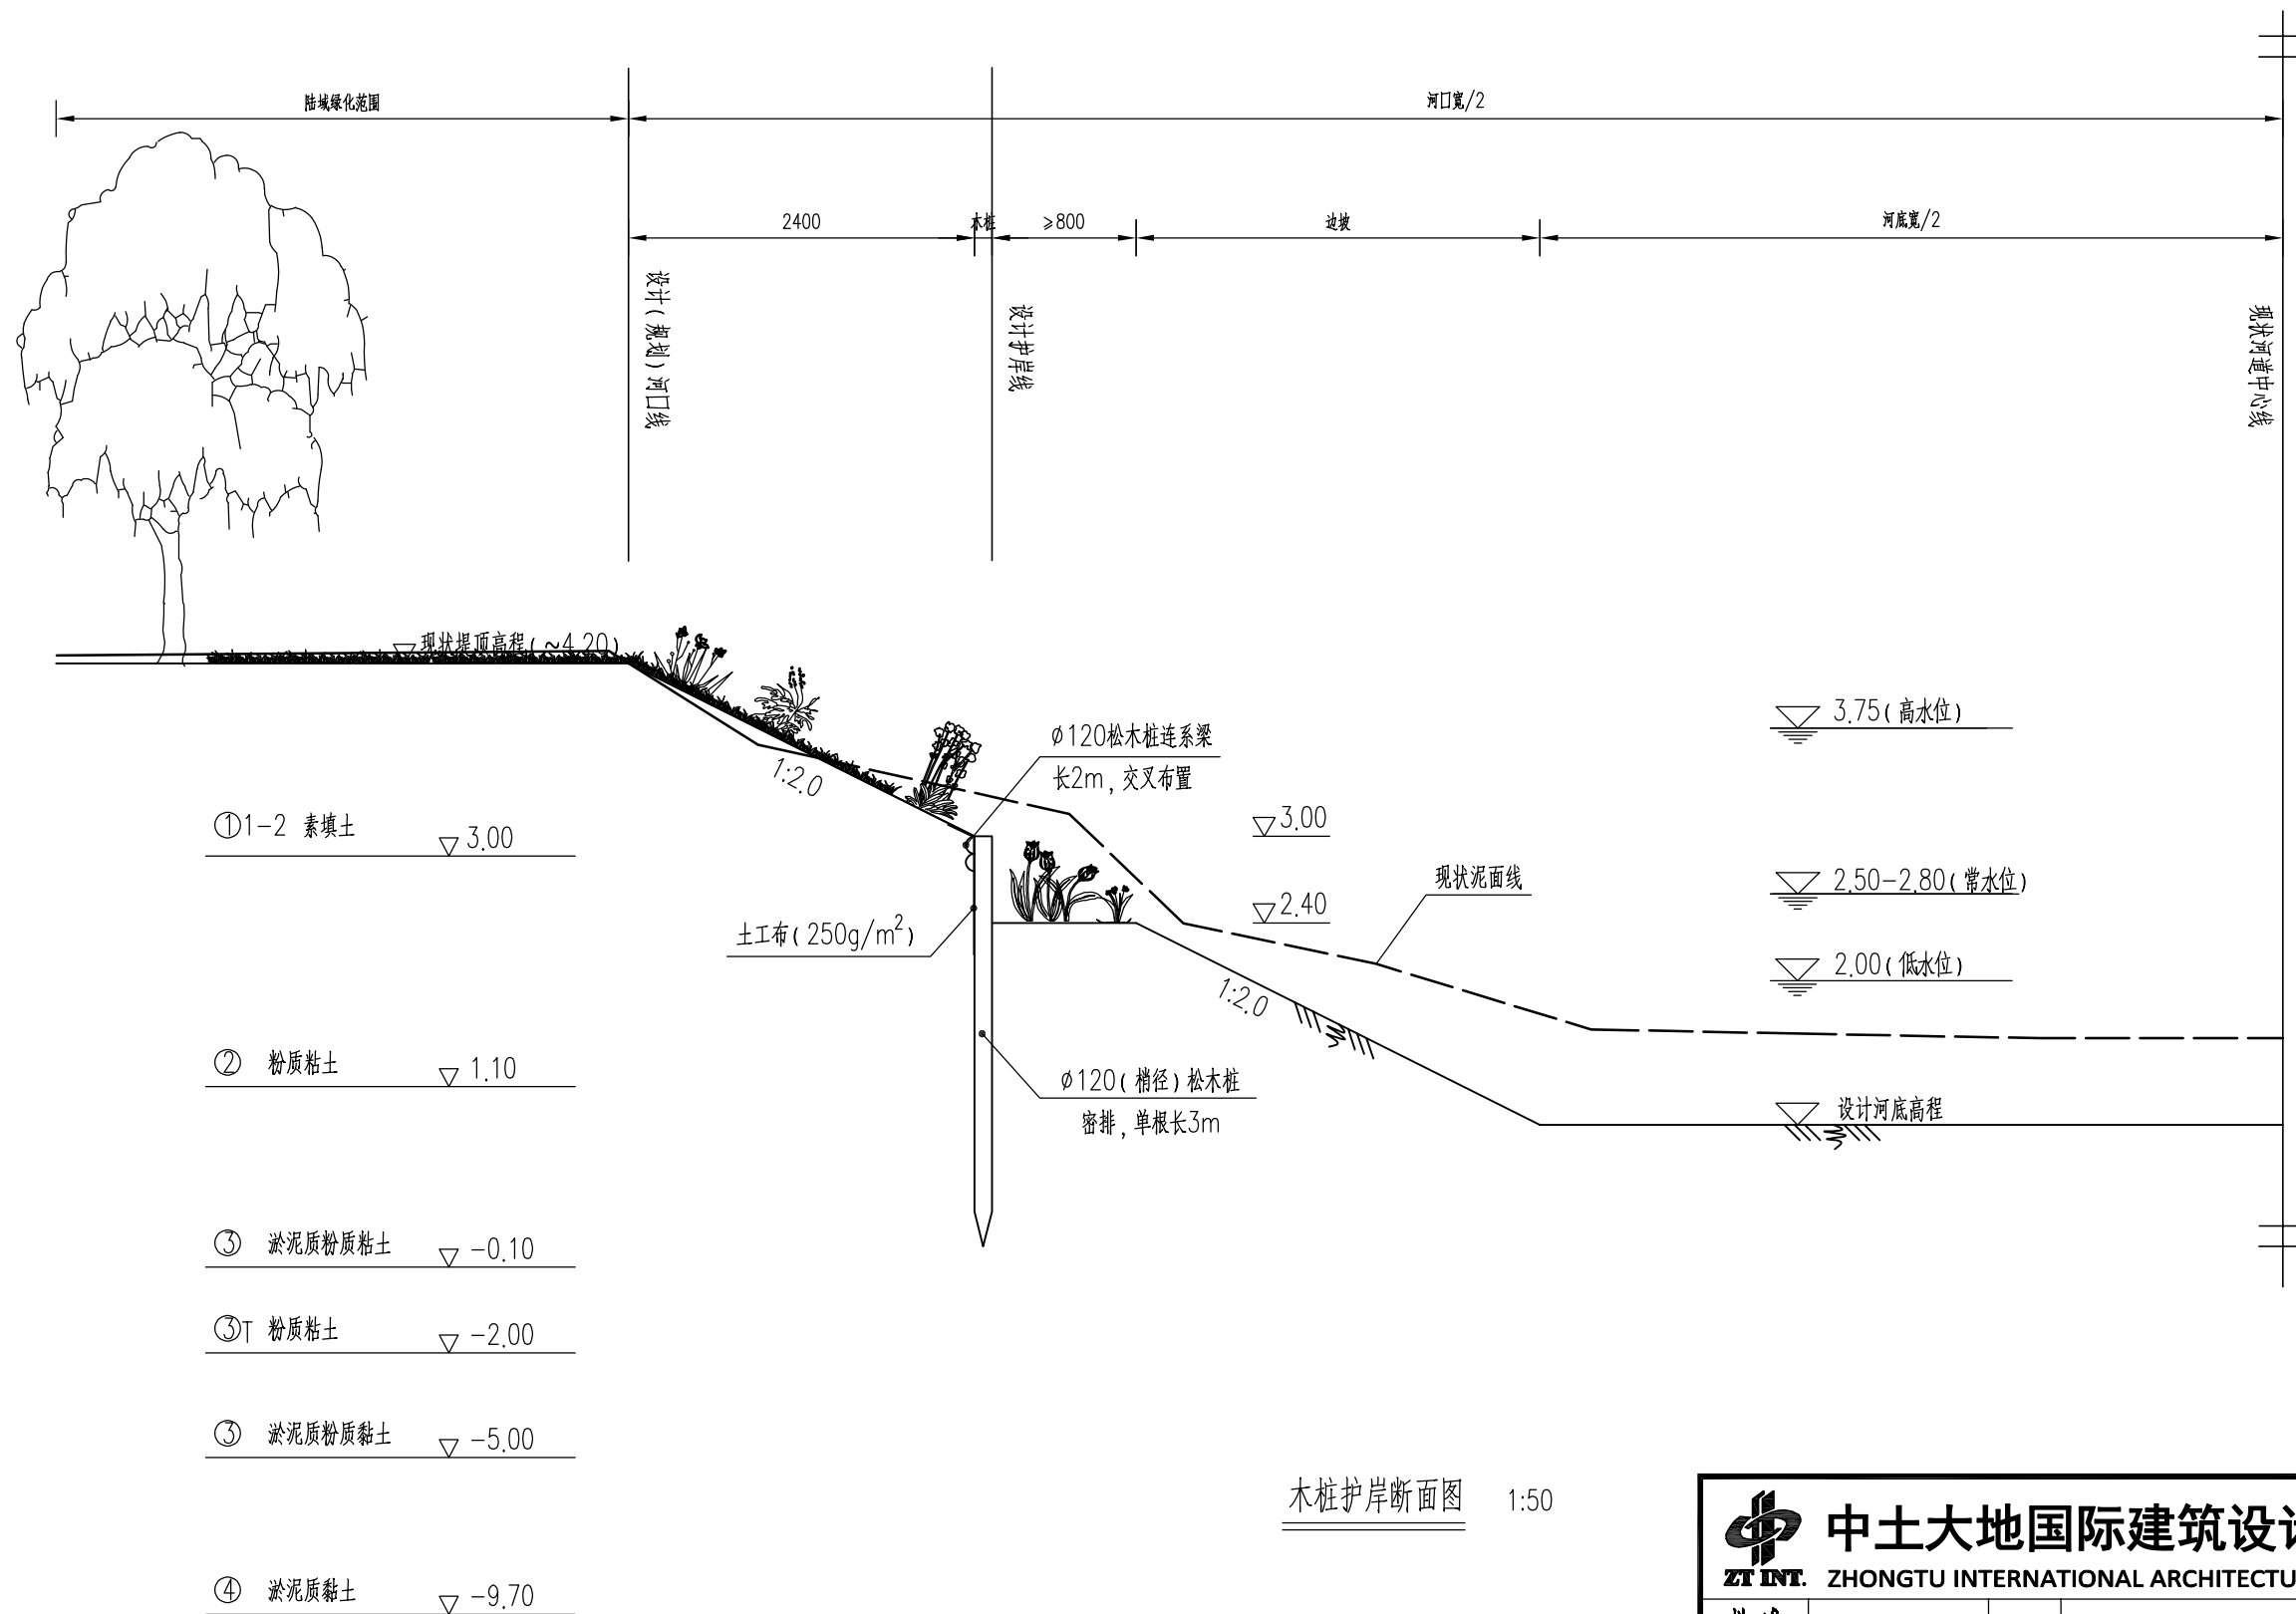 陆域绿化范围
河口宽/2
2400
木桩
≥800
边坡
河底宽/2
设计(规划)河口线
设计护岸线
现状河道中心线
现状堤顶高程(~4.20)
3.75(高水位)
φ120松木桩连系梁
长2m,交叉布置
1:2.0
①1-2 素填土 3.00
3.00
现状泥面线
2.50-2.80(常水位)
2.40
土工布(250g/m²)
2.00(低水位)
1:2.0
② 粉质粘土 1.10
φ120(梢径)松木桩
密排,单根长3m
设计河底高程
③ 淤泥质粉质粘土 -0.10
③T 粉质粘土 -2.00
③ 淤泥质粉质黏土 -5.00
木桩护岸断面图 1:50
中土大地国际建筑设
ZT INT.
ZHONGTU INTERNATIONAL ARCHITECTU
④ 淤泥质黏土 -9.70